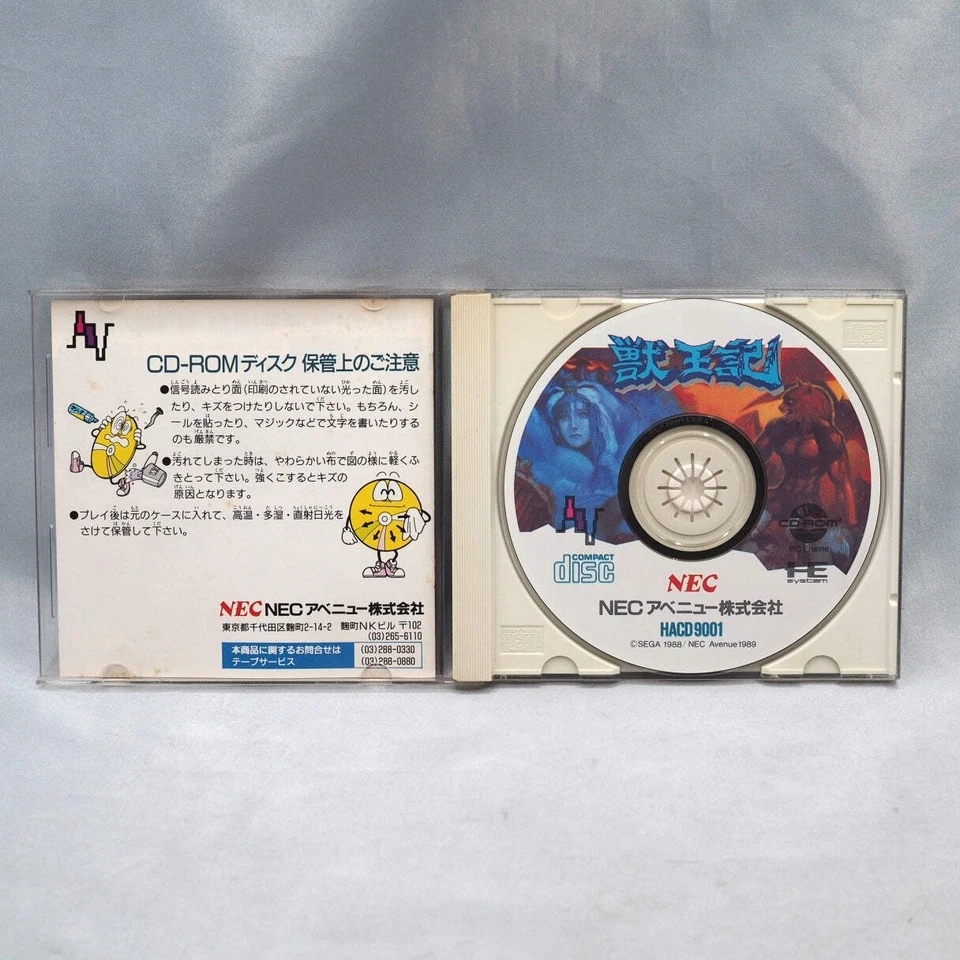 AV
CD-ROMディスク 保管上のご注意
●信号読みとり面(印刷のされていない光った面)を汚し
たり、キズをつけたりしないで下さい。もちろん、シ
ールを貼ったり、マジックなどで文字を書いたりする
のも厳禁です。
●汚れてしまった時は、やわらかい布で図の様に軽くふ
きとって下さい。強くこするとキズの
原因となります。
●プレイ後は元のケースに入れて、高温・多湿・直射日光を
さけて保管して下さい。
NEC NECアベニュー株式会社
東京都千代田区麹町2-14-2 麹町NKビル 〒102
(03)265-6110
本商品に関するお問合せは (03)288-0330
テープサービス (03)288-0880
獣王記
AV
CD-ROM²
PC Engine
COMPACT
disc
HE
system
NEC
NECアベニュー株式会社
HACD9001
©SEGA 1988/ NEC Avenue1989